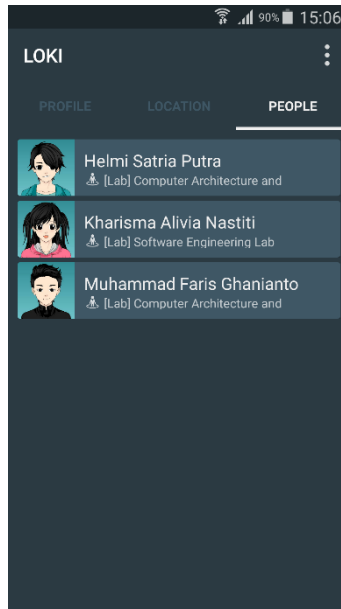 90% 15:06
LOKI
PROFILE LOCATION PEOPLE
Helmi Satria Putra
[Lab] Computer Architecture and
Kharisma Alivia Nastiti
[Lab] Software Engineering Lab
Muhammad Faris Ghanianto
[Lab] Computer Architecture and